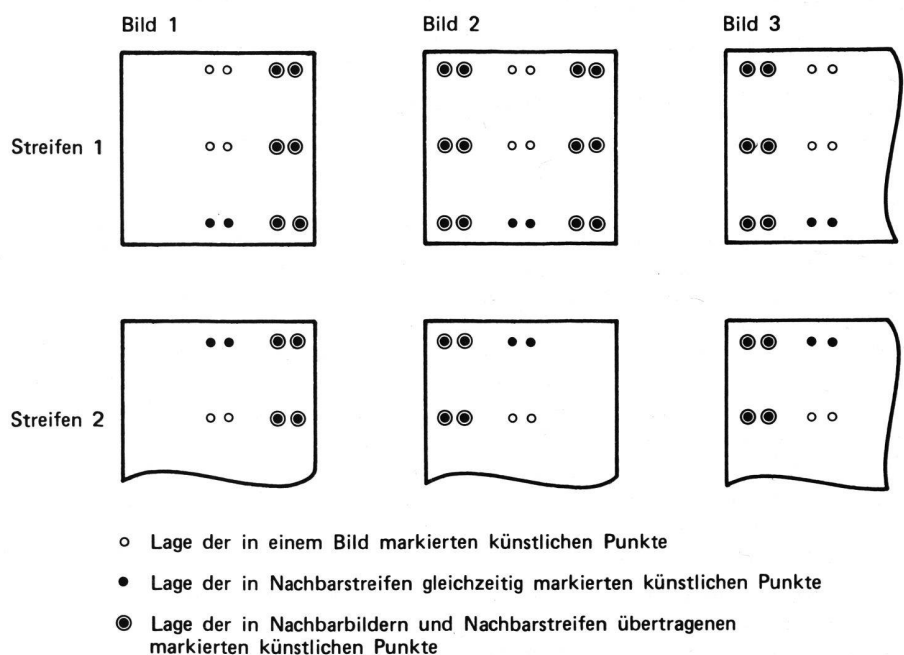 Bild 1
Bild 2
Bild 3
Streifen 1
Streifen 2
Lage der in einem Bild markierten künstlichen Punkte
Lage der in Nachbarstreifen gleichzeitig markierten künstlichen Punkte
Lage der in Nachbarbildern und Nachbarstreifen übertragenen
markierten künstlichen Punkte